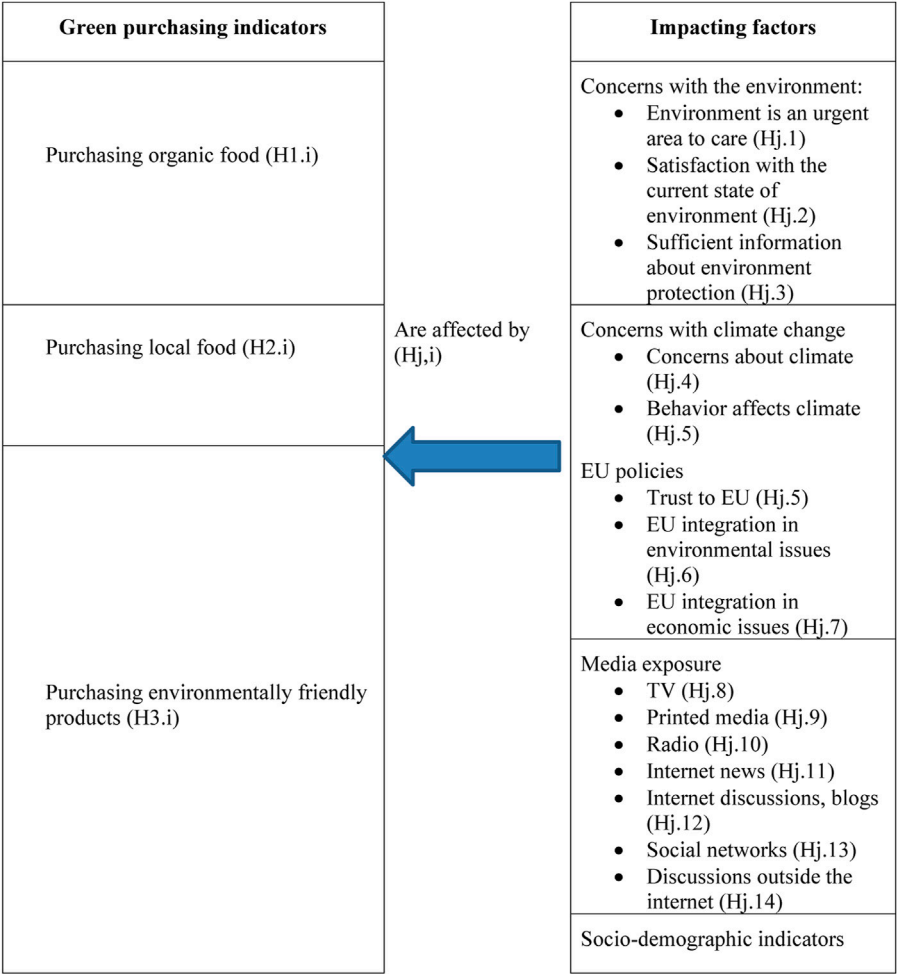 Green purchasing indicators
Purchasing organic food (H1.i)
Purchasing local food (H2.i)
Purchasing environmentally friendly
products (H3.i)
Are affected by
(Hj,i)
Impacting factors
Concerns with the environment:
• Environment is an urgent
area to care (Hj.1)
• Satisfaction with the
current state of
environment (Hj.2)
• Sufficient information
about environment
protection (Hj.3)
Concerns with climate change
• Concerns about climate
(Hj.4)
• Behavior affects climate
(Hj.5)
EU policies
• Trust to EU (Hj.5)
• EU integration in
environmental issues
(Hj.6)
• EU integration in
economic issues (Hj.7)
Media exposure
• TV (Hj.8)
• Printed media (Hj.9)
• Radio (Hj.10)
• Internet news (Hj.11)
• Internet discussions, blogs
(Hj.12)
• Social networks (Hj.13)
• Discussions outside the
internet (Hj.14)
Socio-demographic indicators